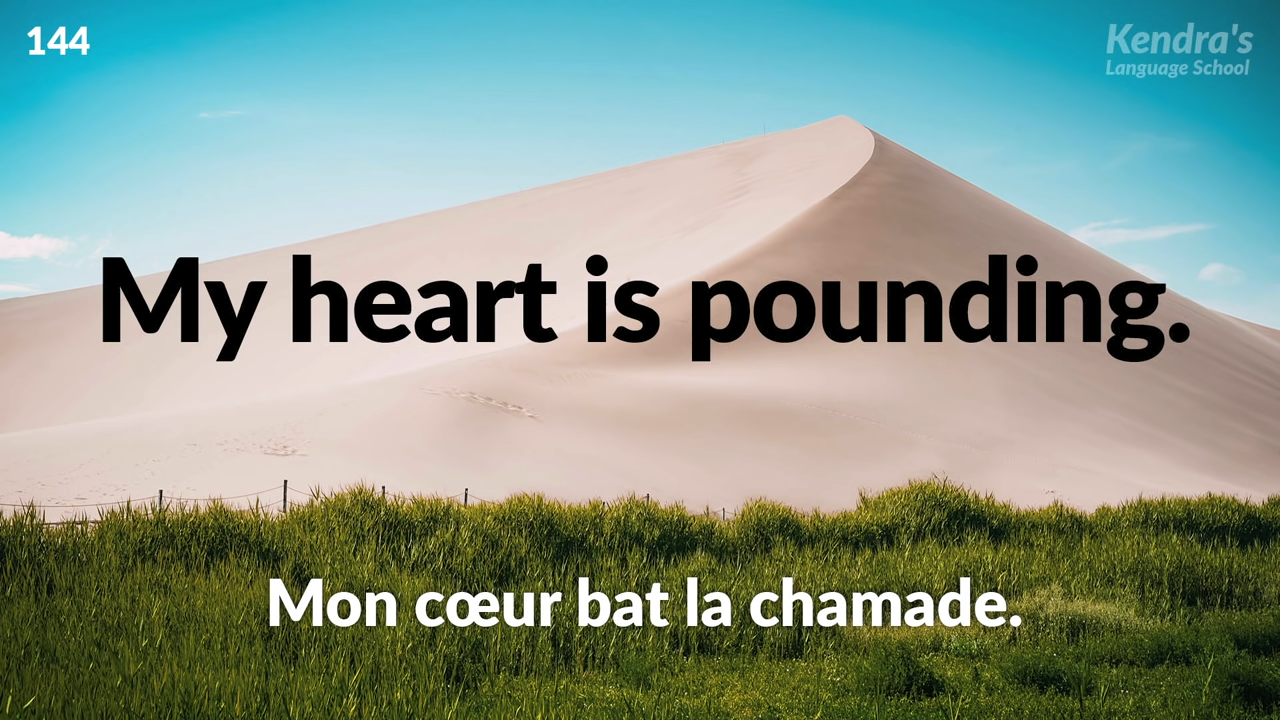 144
Kendra's
Language School
My heart is pounding.
Mon cœur bat la chamade.